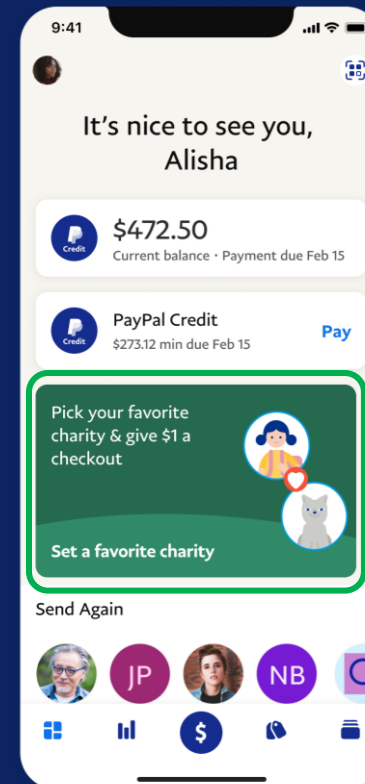 9:41
It's nice to see you,
Alisha
Credit
$472.50
Current balance · Payment due Feb 15
Credit
PayPal Credit
$273.12 min due Feb 15
Pay
Pick your favorite
charity & give $1 a
checkout
Set a favorite charity
Send Again
JP
NB
$